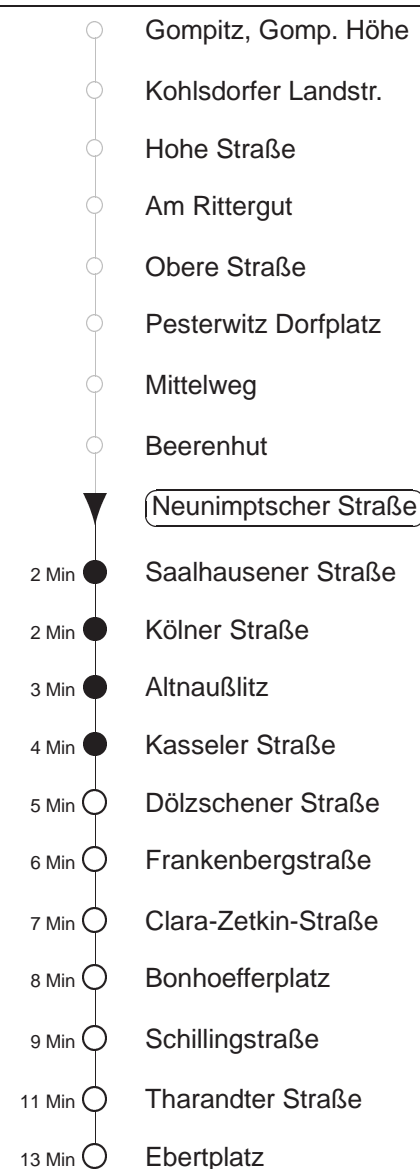 Gompitz, Gomp. Höhe
Kohlsdorfer Landstr.
Hohe Straße
Am Rittergut
Obere Straße
Pesterwitz Dorfplatz
Mittelweg
Beerenhut
Neunimptscher Straße
2 Min Saalhausener Straße
2 Min Kölner Straße
3 Min Altnaußlitz
4 Min Kasseler Straße
5 Min Dölzschener Straße
6 Min Frankenbergstraße
7 Min Clara-Zetkin-Straße
8 Min Bonhoefferplatz
9 Min Schillingstraße
11 Min Tharandter Straße
13 Min Ebertplatz